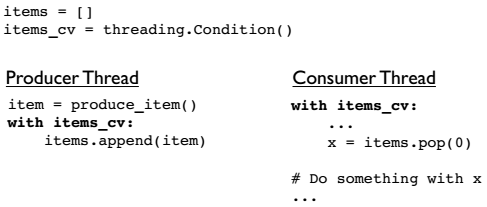 items = []
items_cv = threading.Condition()
Producer Thread
item = produce_item()
with items_cv:
    items.append(item)
Consumer Thread
with items_cv:
    ...
    x = items.pop(0)
# Do something with x
...